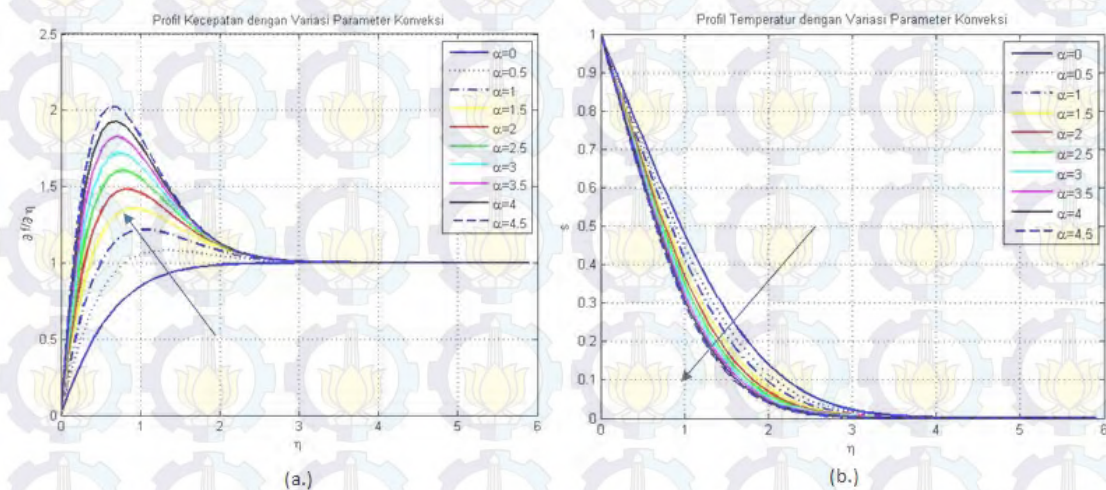 Profil Kecepatan dengan Variasi Parameter Konveksi
2.5
2
1.5
1
0.5
0
∂ f/∂ η
0 1 2 3 4 5 6
η
α=0
α=0.5
α=1
α=1.5
α=2
α=2.5
α=3
α=3.5
α=4
α=4.5
(a.)
Profil Temperatur dengan Variasi Parameter Konveksi
1
0.9
0.8
0.7
0.6
0.5
0.4
0.3
0.2
0.1
0
s
0 1 2 3 4 5 6
η
α=0
α=0.5
α=1
α=1.5
α=2
α=2.5
α=3
α=3.5
α=4
α=4.5
(b.)